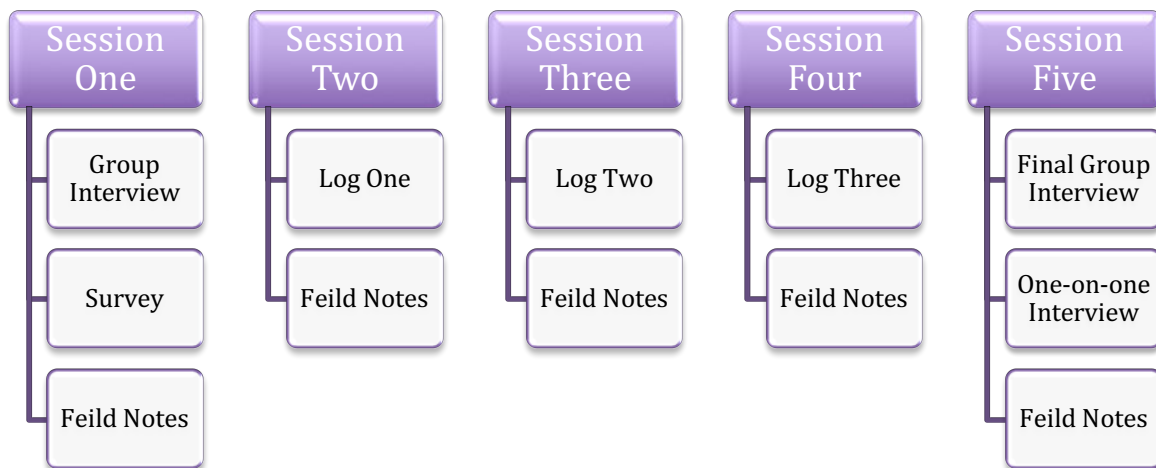 Session
One
Group
Interview
Survey
Feild Notes
Session
Two
Log One
Feild Notes
Session
Three
Log Two
Feild Notes
Session
Four
Log Three
Feild Notes
Session
Five
Final Group
Interview
One-on-one
Interview
Feild Notes